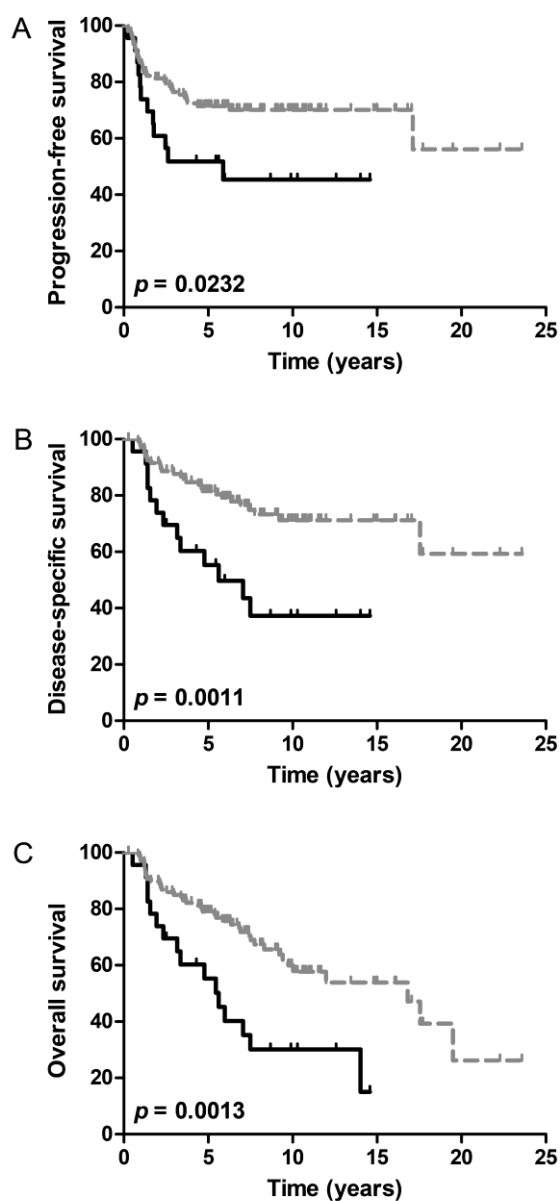 A
Progression-free survival
100
80
60
40
20
0
p = 0.0232
0 5 10 15 20 25
Time (years)
B
Disease-specific survival
100
80
60
40
20
0
p = 0.0011
0 5 10 15 20 25
Time (years)
C
Overall survival
100
80
60
40
20
0
p = 0.0013
0 5 10 15 20 25
Time (years)